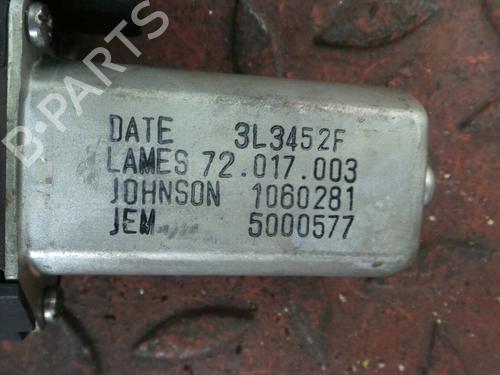 B-PARTS
DATE 3L3452F
LAMES 72.017.003
JOHNSON 1060281
JEM 5000577